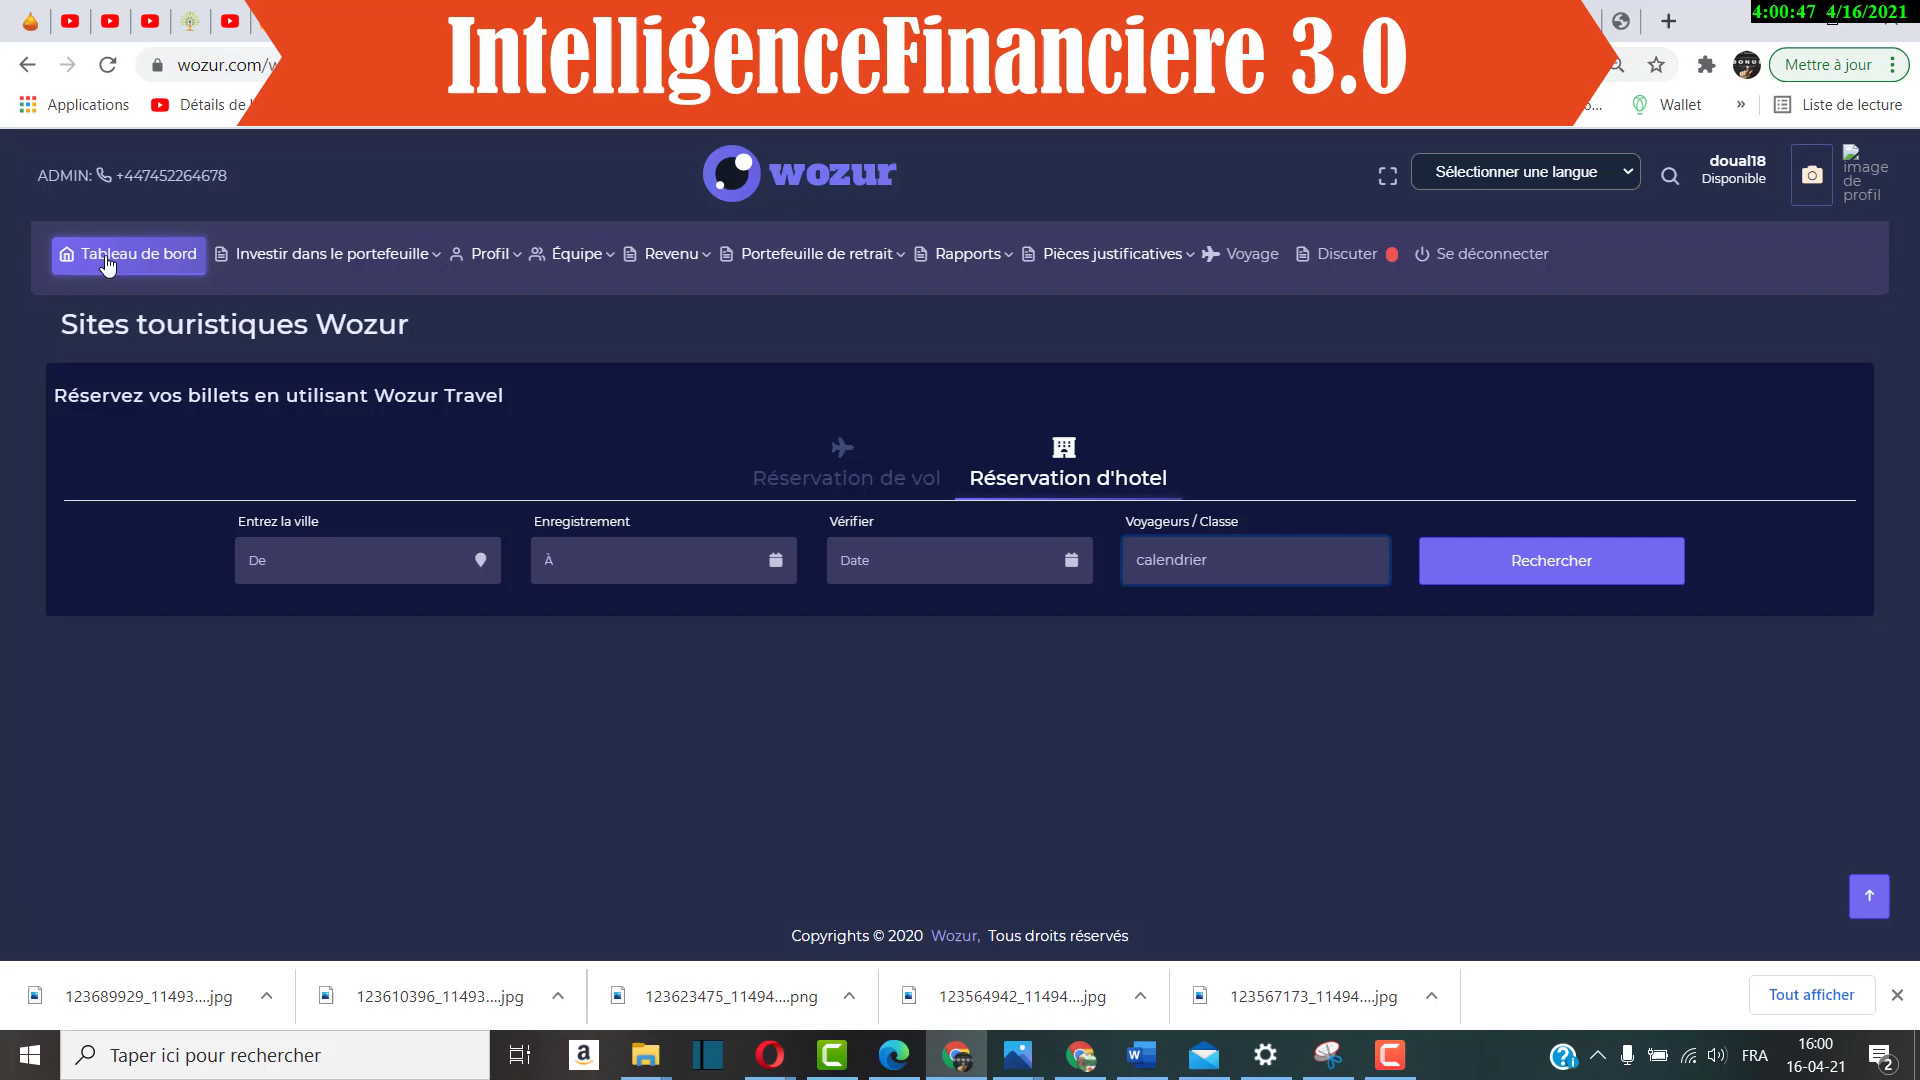 4:00:47 4/16/2021
IntelligenceFinanciere 3.0
wozur.com/w
Mettre à jour
Applications
Détails de
Wallet
»
Liste de lecture
ADMIN: +447452264678
wozur
Sélectionner une langue
doual18
Disponible
image
de
profil
Tableau de bord
Investir dans le portefeuille
Profil
Équipe
Revenu
Portefeuille de retrait
Rapports
Pièces justificatives
Voyage
Discuter
Se déconnecter
Sites touristiques Wozur
Réservez vos billets en utilisant Wozur Travel
Réservation de vol
Réservation d'hotel
Entrez la ville
Enregistrement
Vérifier
Voyageurs / Classe
De
À
Date
calendrier
Rechercher
Copyrights © 2020 Wozur, Tous droits réservés
123689929_11493....jpg
123610396_11493....jpg
123623475_11494....png
123564942_11494....jpg
123567173_11494....jpg
Tout afficher
Taper ici pour rechercher
FRA
16:00
16-04-21
2